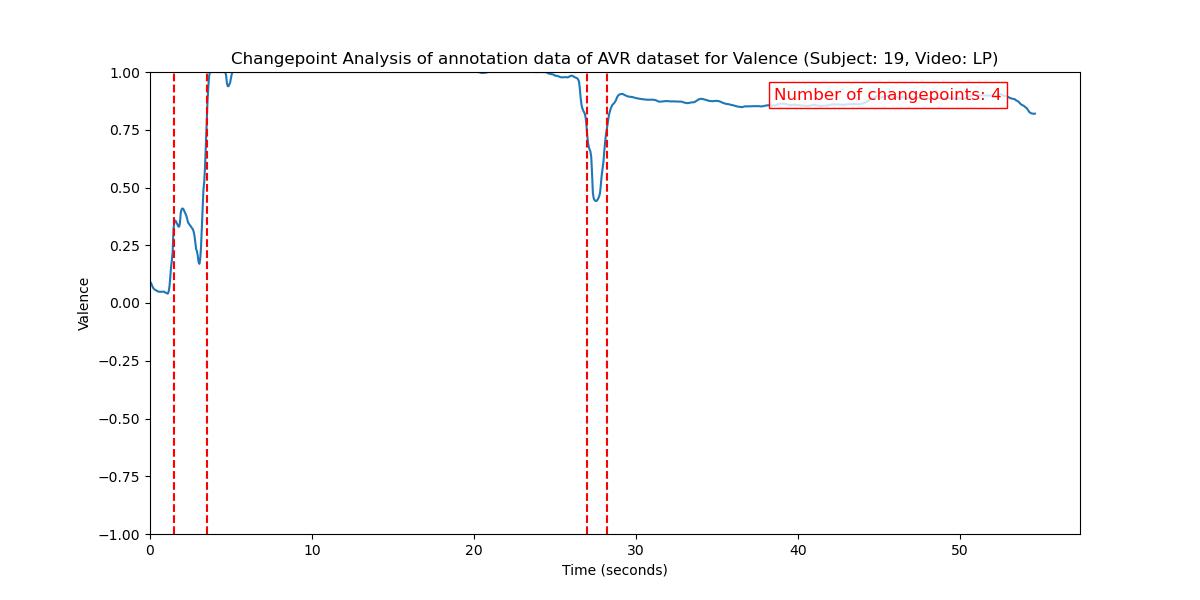 Changepoint Analysis of annotation data of AVR dataset for Valence (Subject: 19, Video: LP)
Number of changepoints: 4
1.00
0.75
0.50
0.25
0.00
−0.25
−0.50
−0.75
−1.00
Valence
0 10 20 30 40 50
Time (seconds)